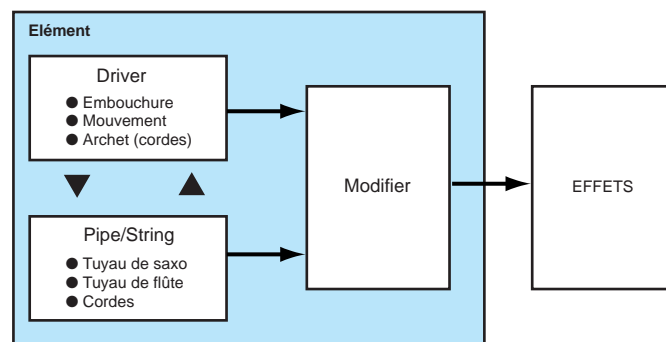 Elément
Driver
● Embouchure
● Mouvement
● Archet (cordes)
Pipe/String
● Tuyau de saxo
● Tuyau de flûte
● Cordes
Modifier
EFFETS